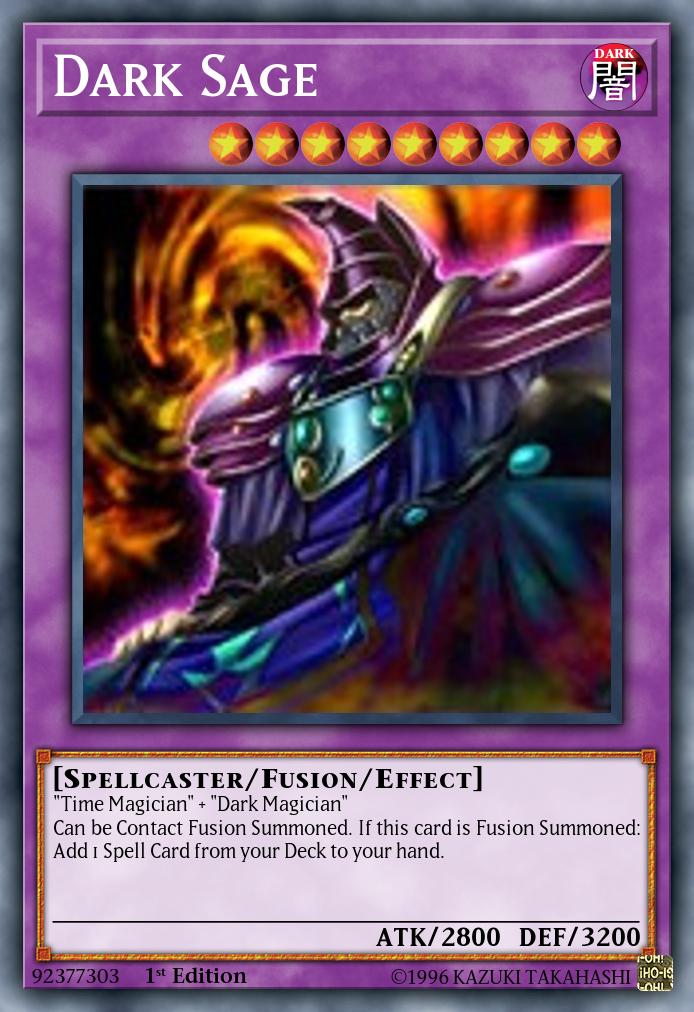 Dark Sage
DARK
闇
[Spellcaster/Fusion/Effect]
"Time Magician" + "Dark Magician"
Can be Contact Fusion Summoned. If this card is Fusion Summoned:
Add 1 Spell Card from your Deck to your hand.
ATK/2800 DEF/3200
92377303 1st Edition ©1996 KAZUKI TAKAHASHI